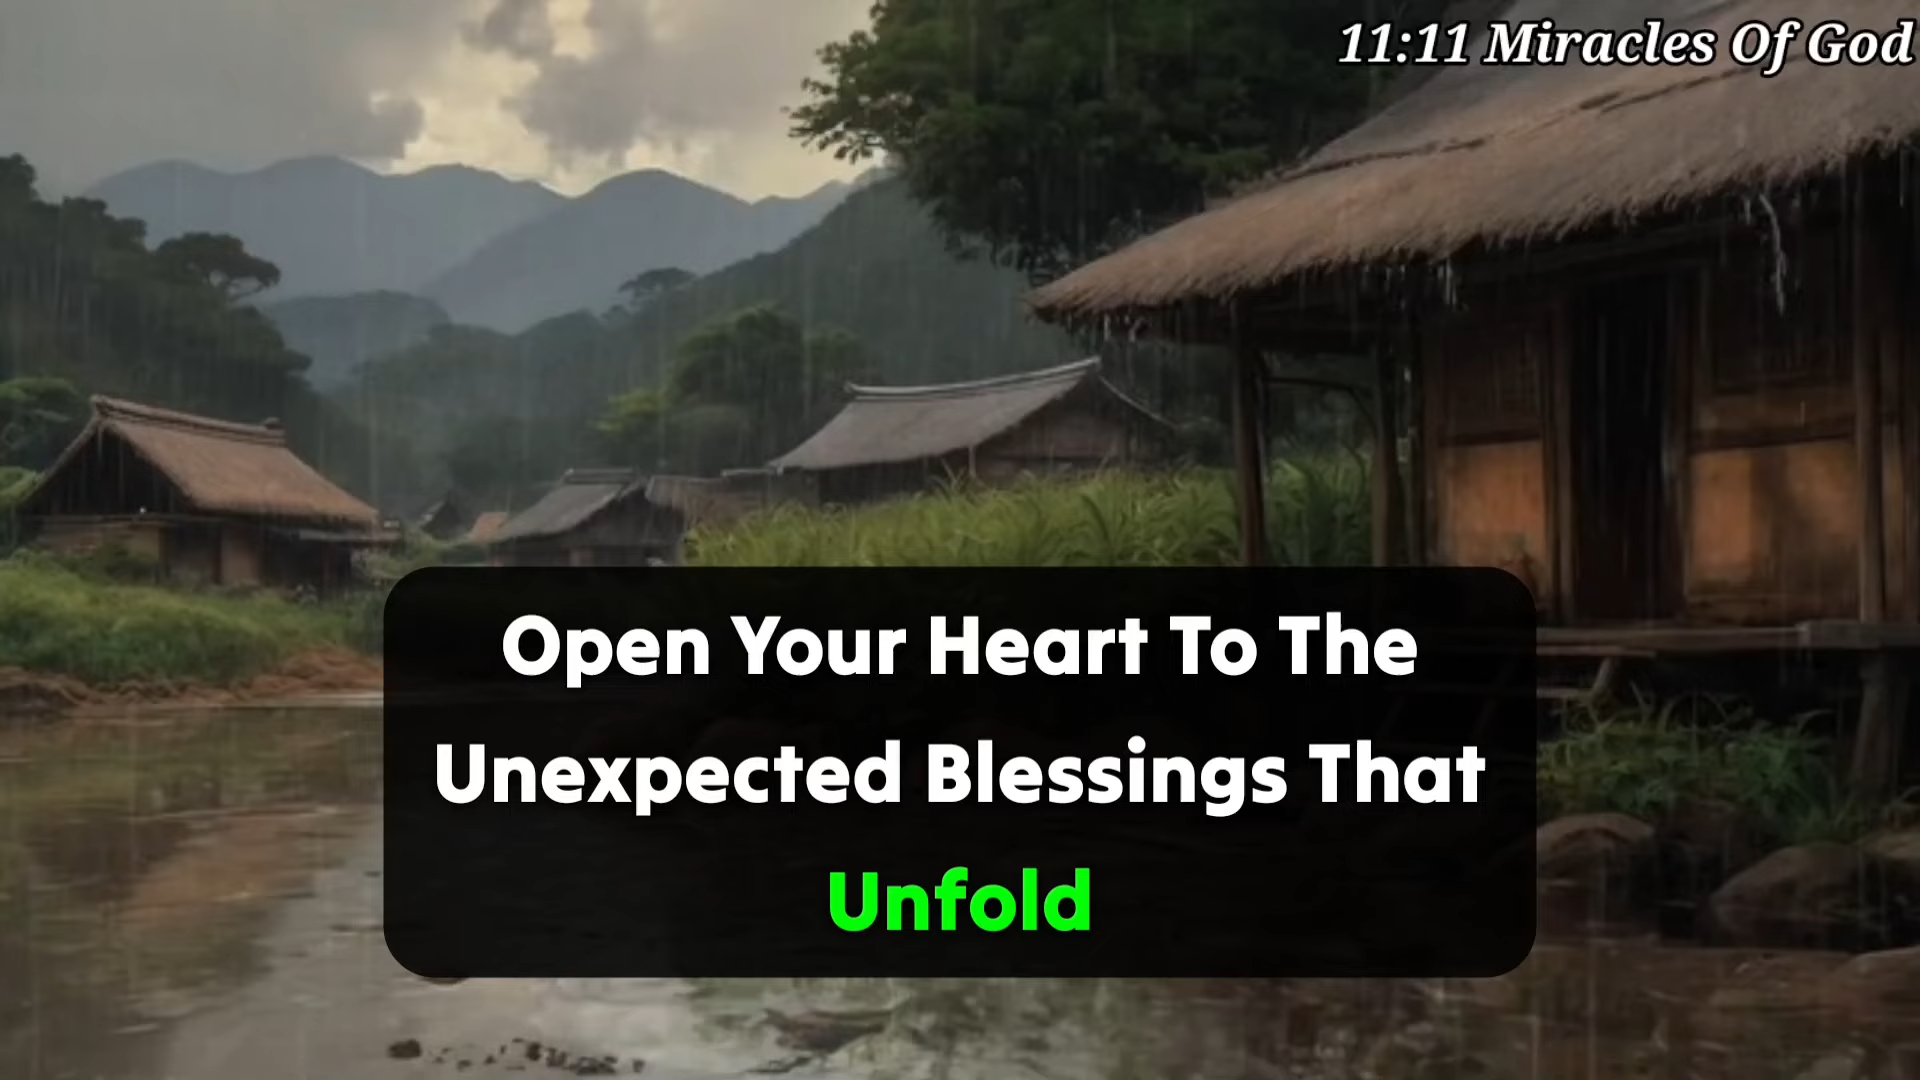 11:11 Miracles Of God
Open Your Heart To The
Unexpected Blessings That
Unfold